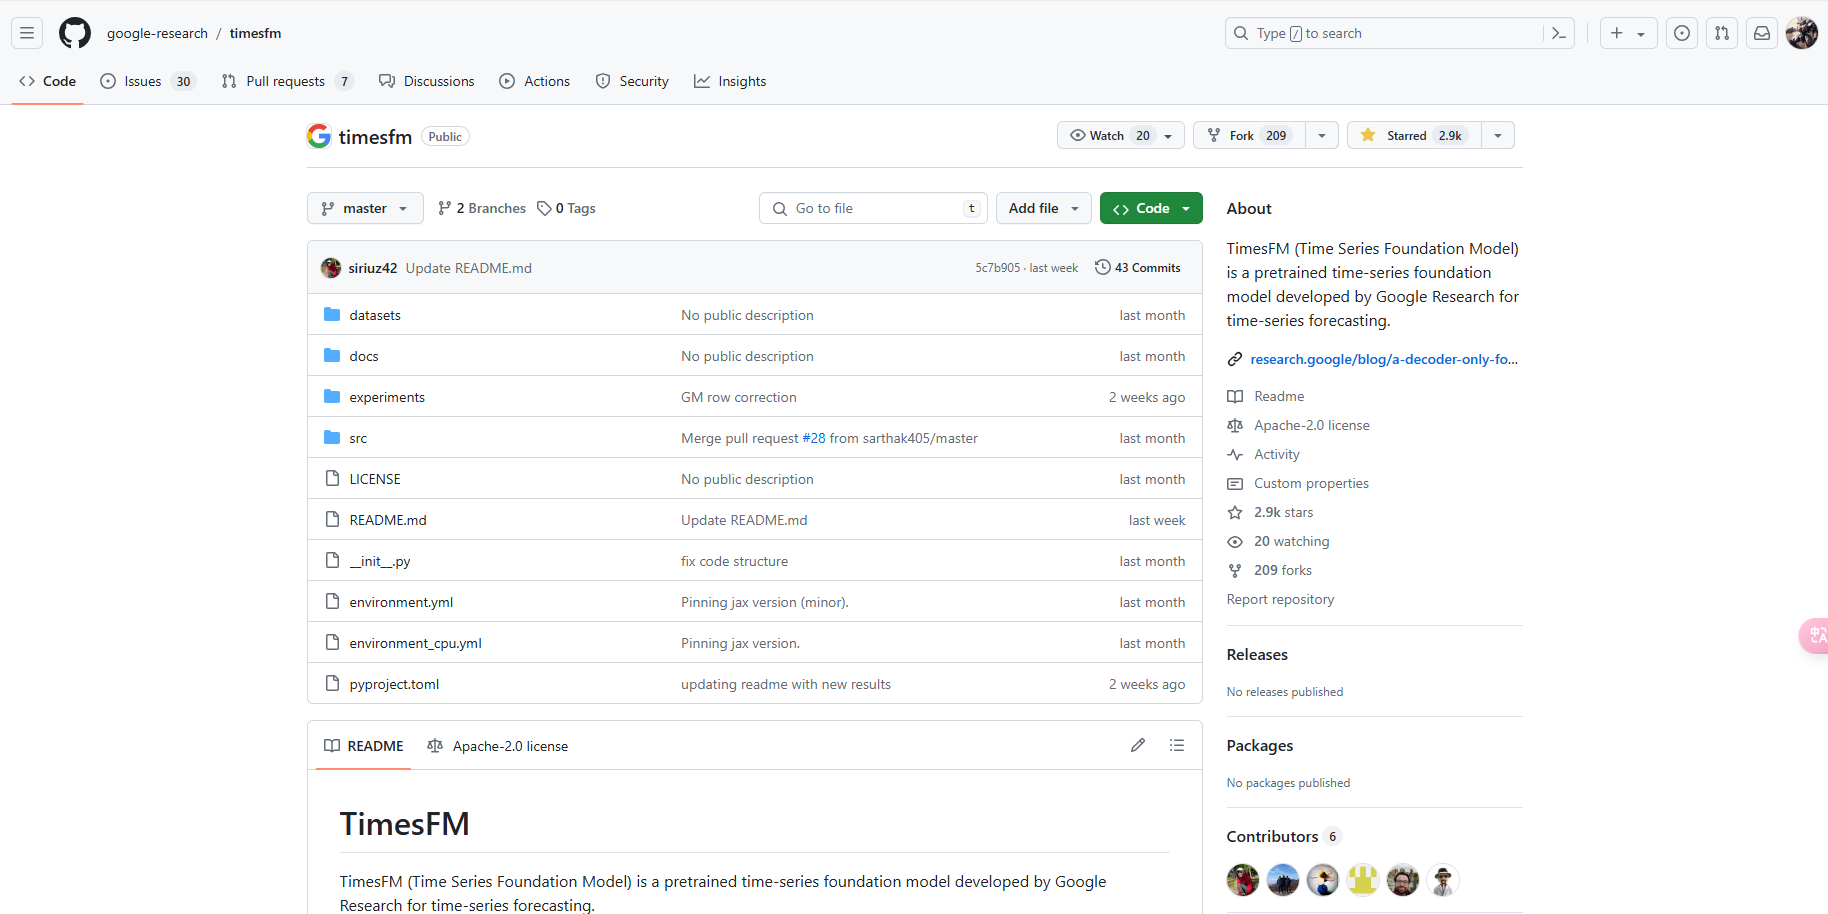 google-research / timesfm
Type / to search
Code
Issues 30
Pull requests 7
Discussions
Actions
Security
Insights
timesfm Public
Watch 20
Fork 209
Starred 2.9k
master
2 Branches
0 Tags
Go to file t
Add file
Code
siriuz42 Update README.md 5c7b905 · last week 43 Commits
datasets No public description last month
docs No public description last month
experiments GM row correction 2 weeks ago
src Merge pull request #28 from sarthak405/master last month
LICENSE No public description last month
README.md Update README.md last week
__init__.py fix code structure last month
environment.yml Pinning jax version (minor). last month
environment_cpu.yml Pinning jax version. last month
pyproject.toml updating readme with new results 2 weeks ago
README
Apache-2.0 license
TimesFM
TimesFM (Time Series Foundation Model) is a pretrained time-series foundation model developed by Google
Research for time-series forecasting.
About
TimesFM (Time Series Foundation Model)
is a pretrained time-series foundation
model developed by Google Research for
time-series forecasting.
research.google/blog/a-decoder-only-fo...
Readme
Apache-2.0 license
Activity
Custom properties
2.9k stars
20 watching
209 forks
Report repository
Releases
No releases published
Packages
No packages published
Contributors 6